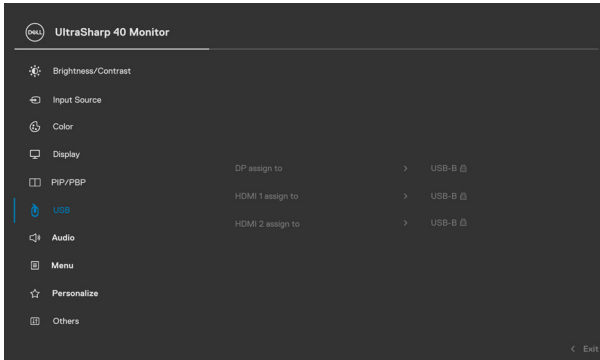 DELL UltraSharp 40 Monitor
Brightness/Contrast
Input Source
Color
Display
DP assign to > USB-B
PIP/PBP
HDMI 1 assign to > USB-B
USB
HDMI 2 assign to > USB-B
Audio
Menu
Personalize
Others
< Exit